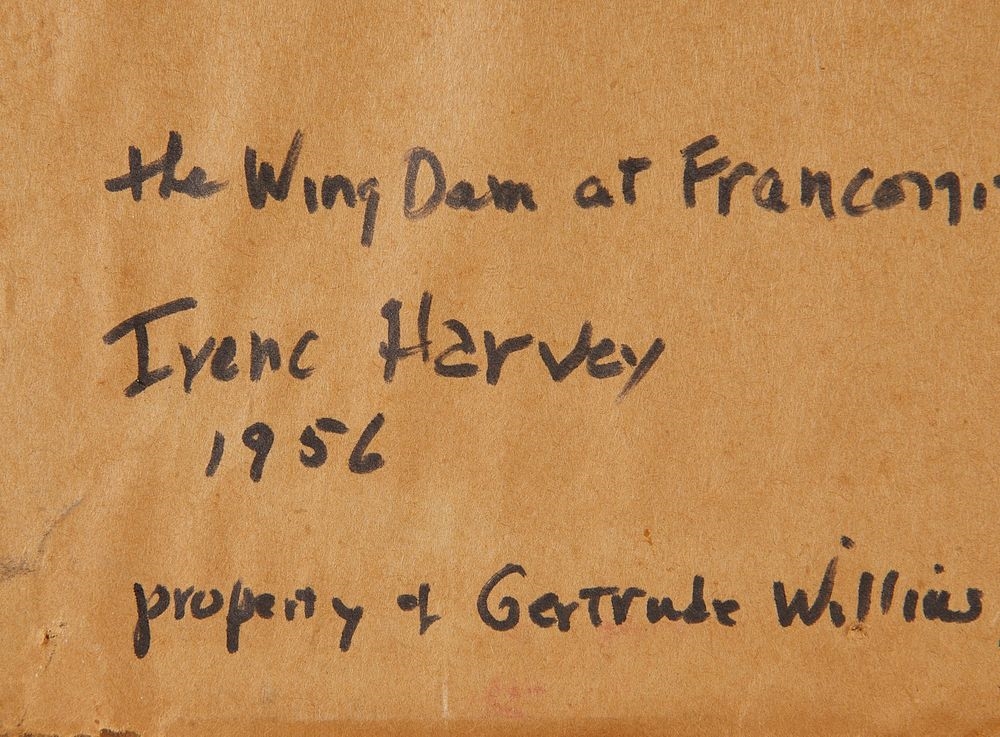 the Wing Dam at
Irene Harvey
1956
property of Gertrude